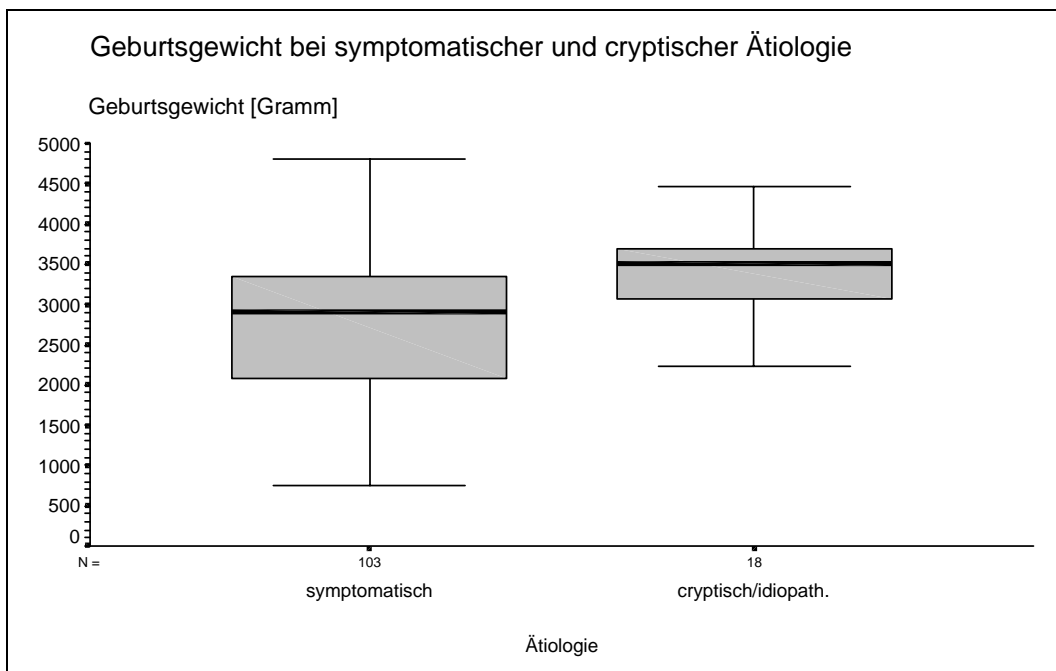 Geburtsgewicht bei symptomatischer und cryptischer Ätiologie
Geburtsgewicht [Gramm]
5000
4500
4000
3500
3000
2500
2000
1500
1000
500
0
N = 103 18
symptomatisch cryptisch/idiopath.
Ätiologie